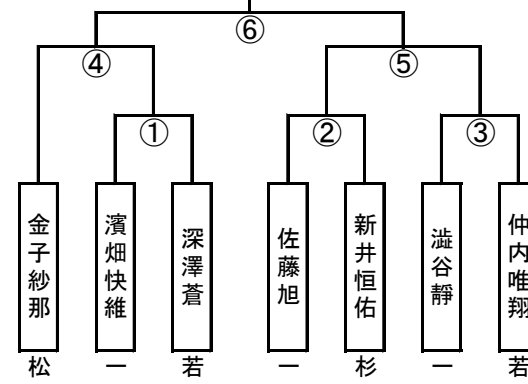 ⑥
④ ⑤
① ② ③
金子紗那
濱畑快維
深澤蒼
佐藤旭
新井恒佑
澁谷靜
仲内唯翔
松 一 若 一 杉 一 若